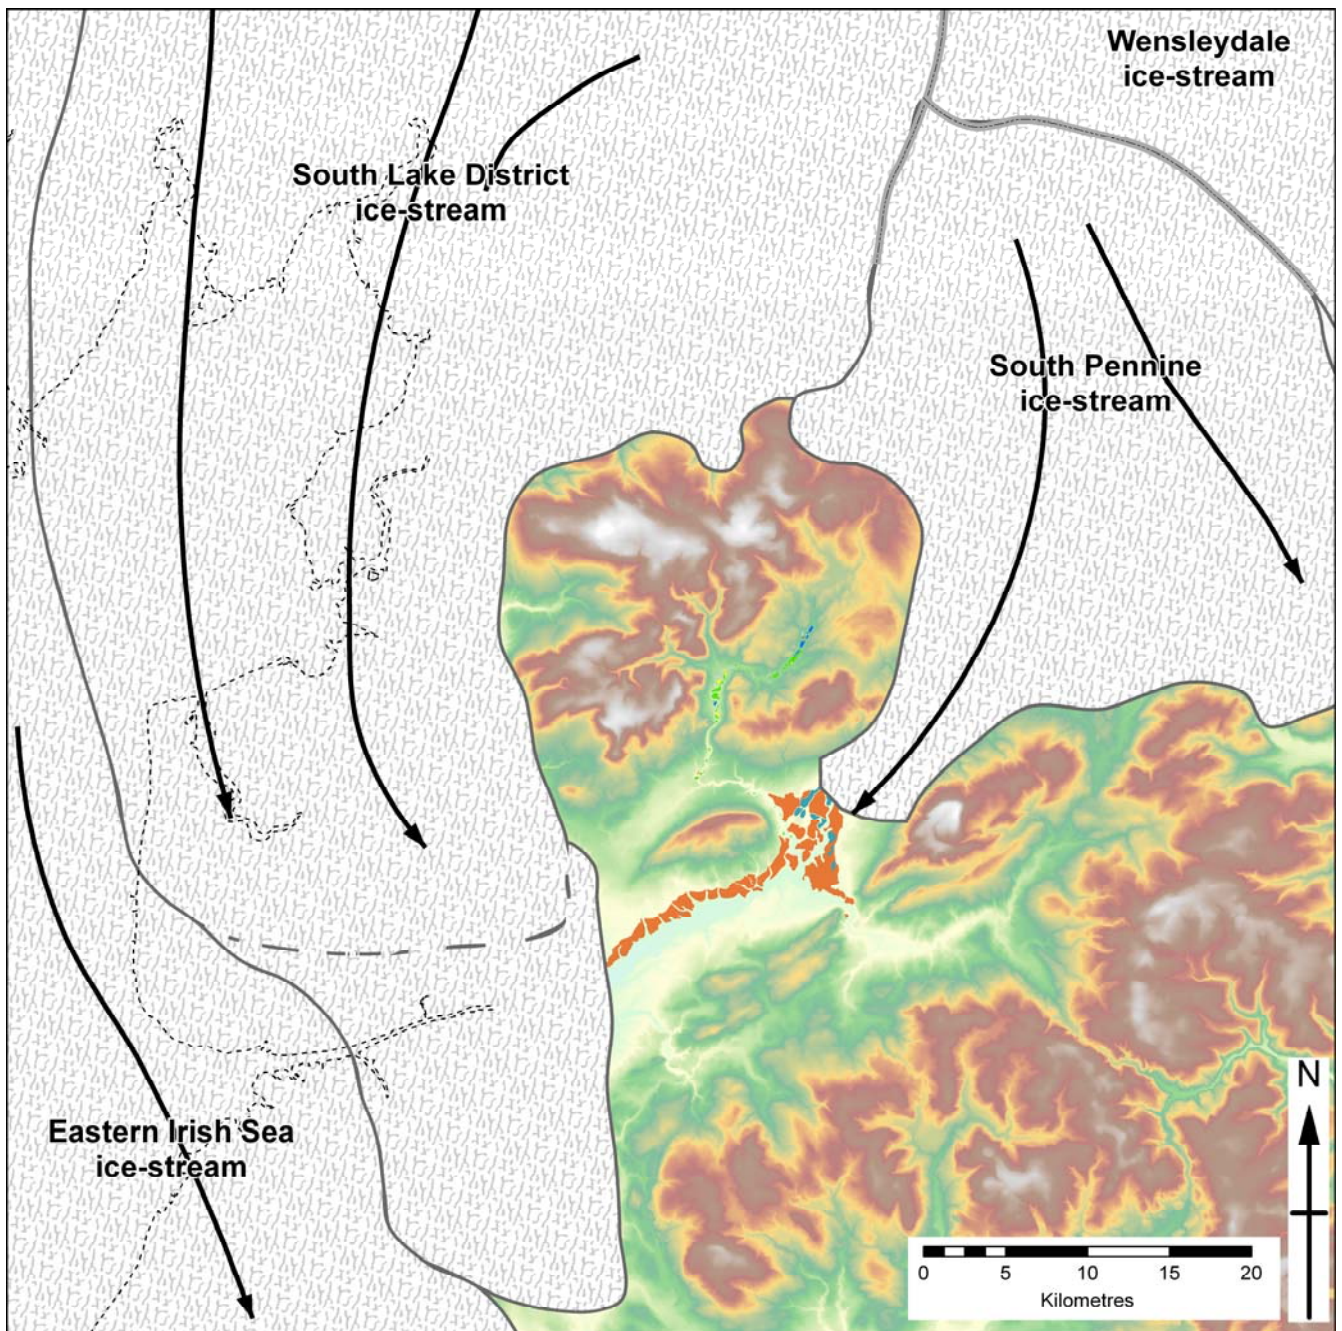 Wensleydale
ice-stream
South Lake District
ice-stream
South Pennine
ice-stream
Eastern Irish Sea
ice-stream
N
0 5 10 15 20
Kilometres